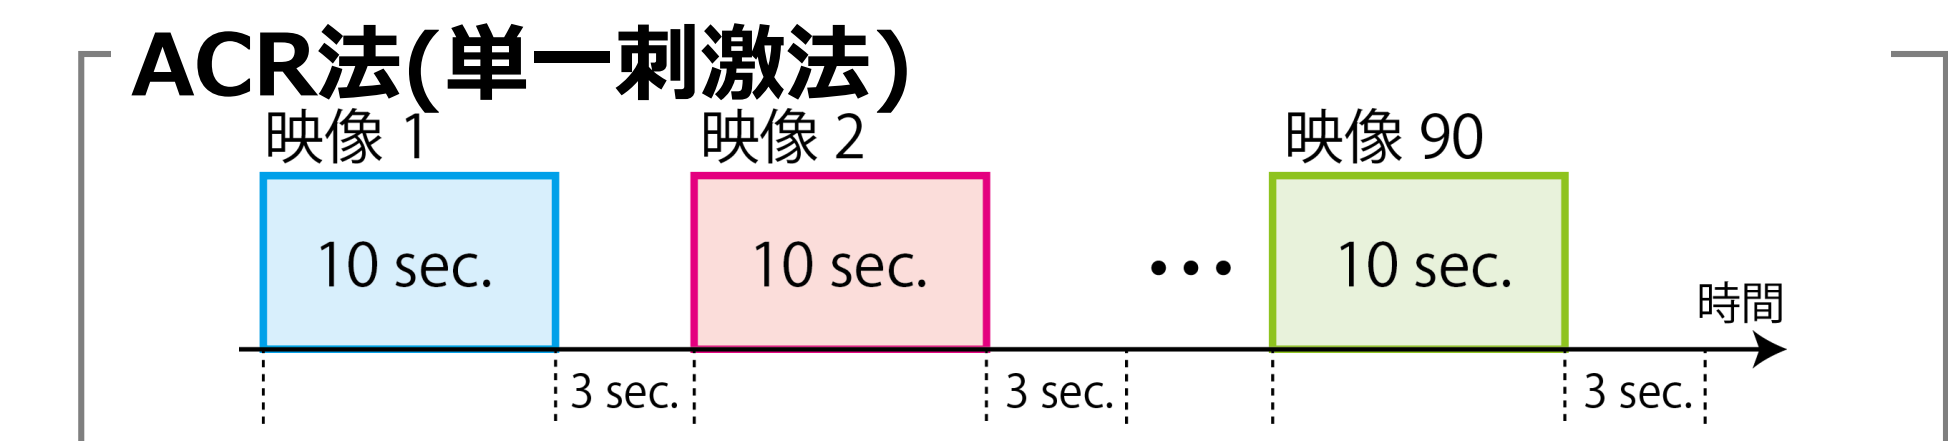 ACR法(単一刺激法)
映像 1 映像 2 映像 90
10 sec. 10 sec. ••• 10 sec.
時間
3 sec. 3 sec. 3 sec.